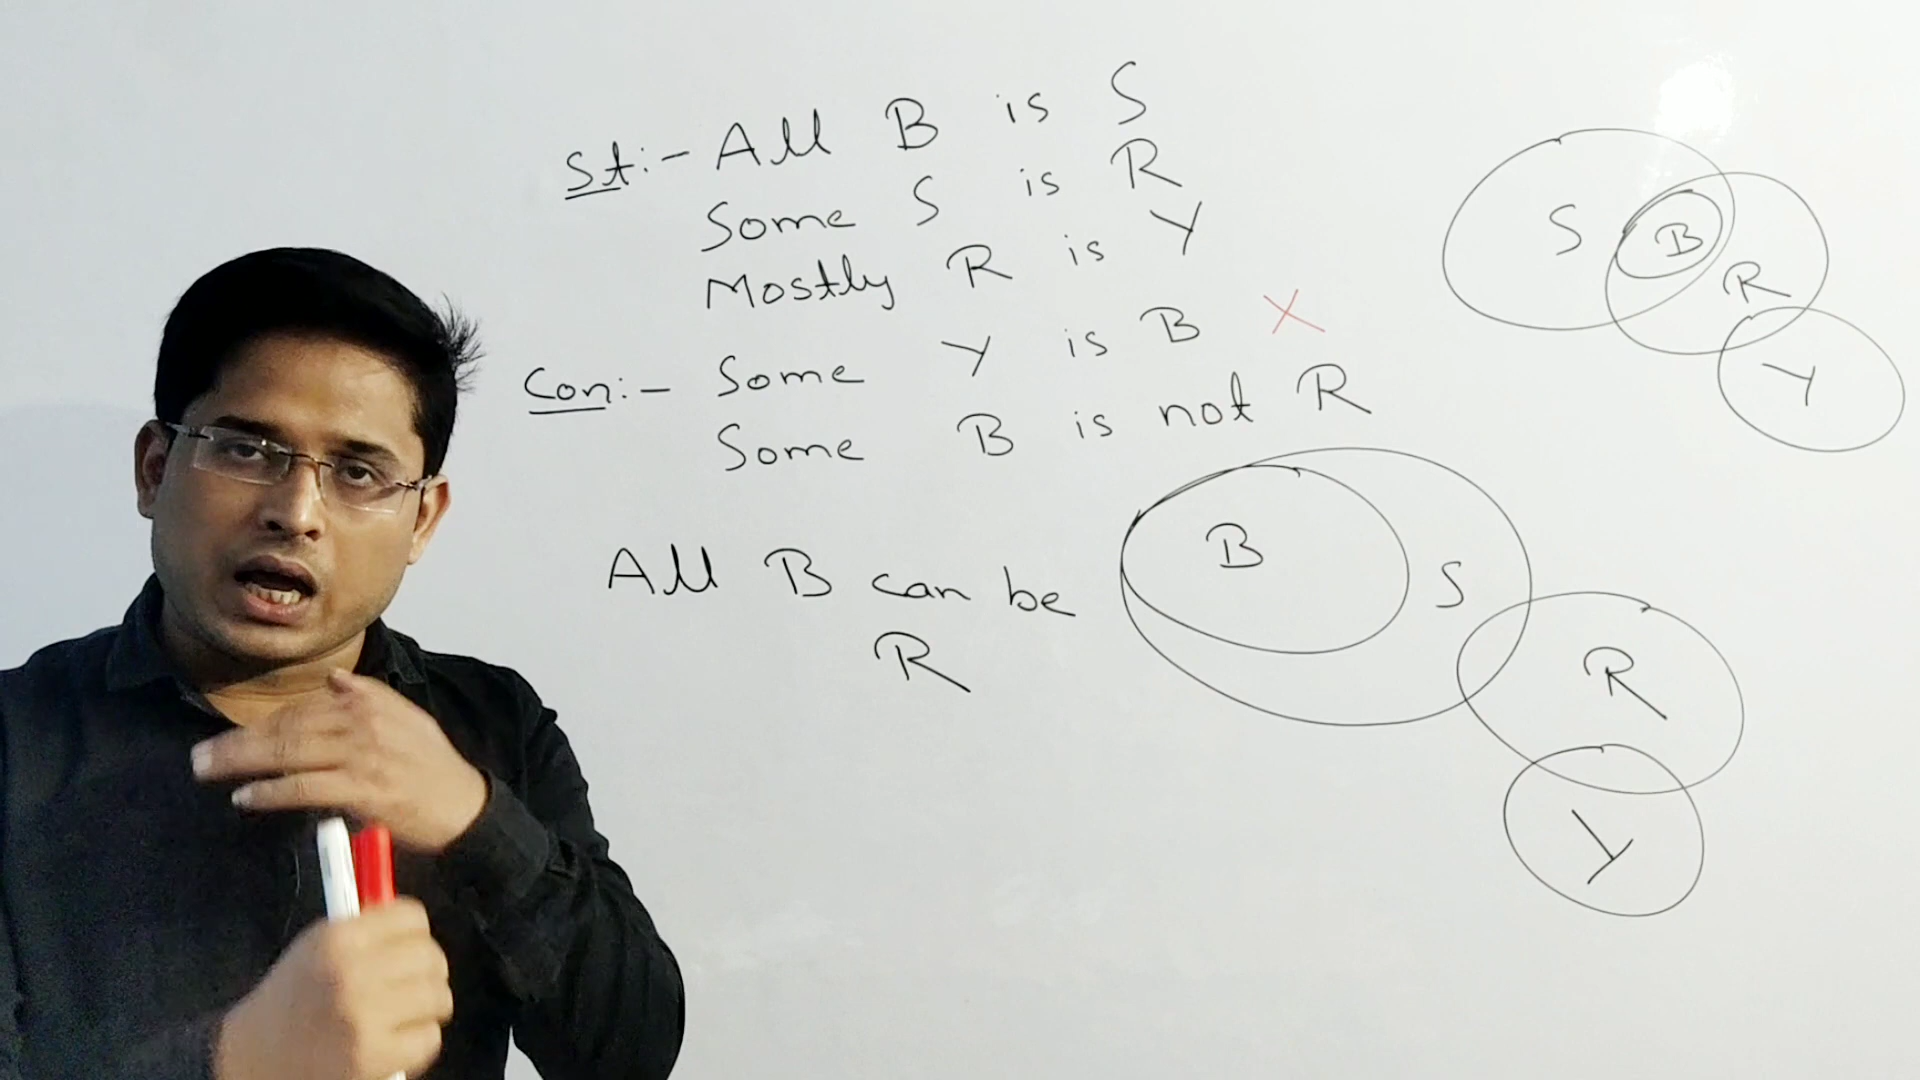 St:- All B is S
Some S is R
Mostly R is Y
Con:- Some Y is B X
Some B is not R
All B can be
R
S B R Y
B S R Y